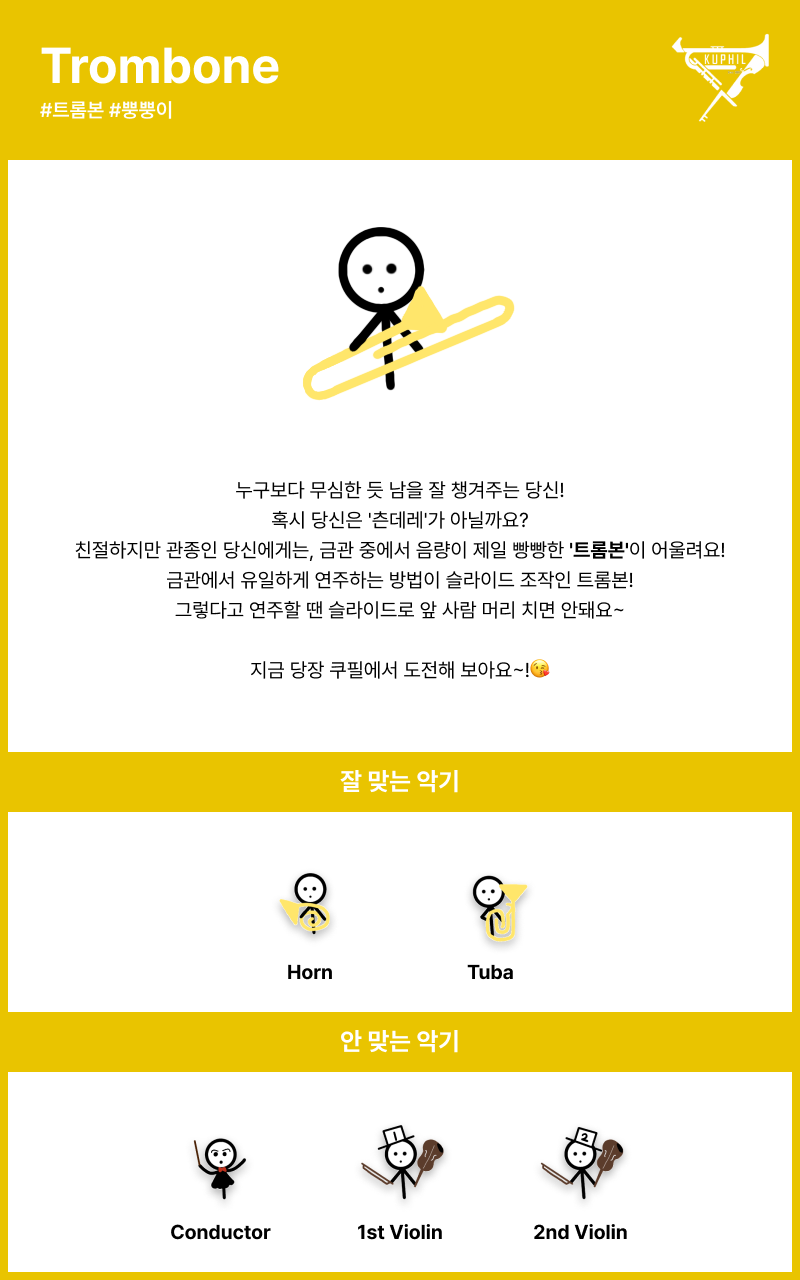 Trombone
#트롬본 #뿡뿡이
KUPHIL
누구보다 무심한 듯 남을 잘 챙겨주는 당신!
혹시 당신은 '츤데레'가 아닐까요?
친절하지만 관종인 당신에게는, 금관 중에서 음량이 제일 빵빵한 '트롬본'이 어울려요!
금관에서 유일하게 연주하는 방법이 슬라이드 조작인 트롬본!
그렇다고 연주할 땐 슬라이드로 앞 사람 머리 치면 안돼요~
지금 당장 쿠필에서 도전해 보아요~!😘
잘 맞는 악기
Horn
Tuba
안 맞는 악기
1
2
Conductor
1st Violin
2nd Violin